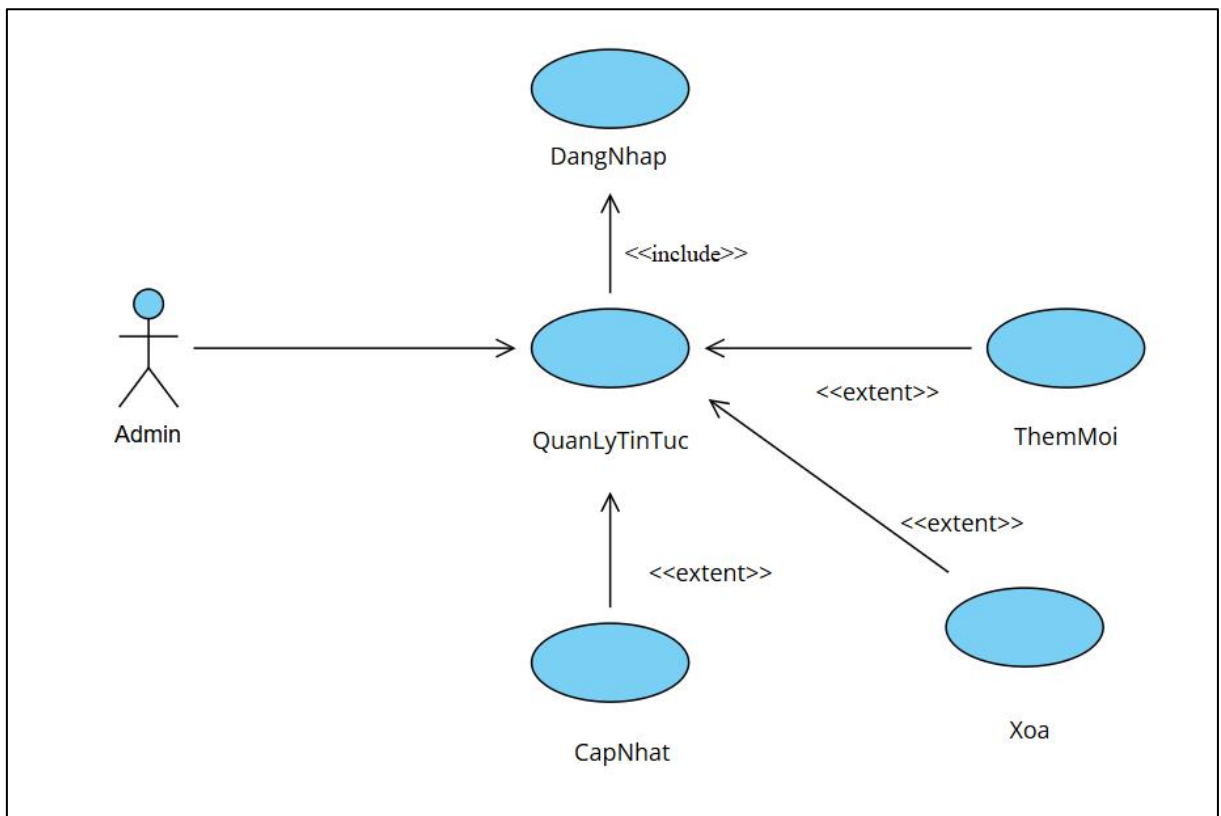 DangNhap
<<include>>
<<extent>>
Admin
QuanLyTinTuc
ThemMoi
<<extent>>
<<extent>>
Xoa
CapNhat